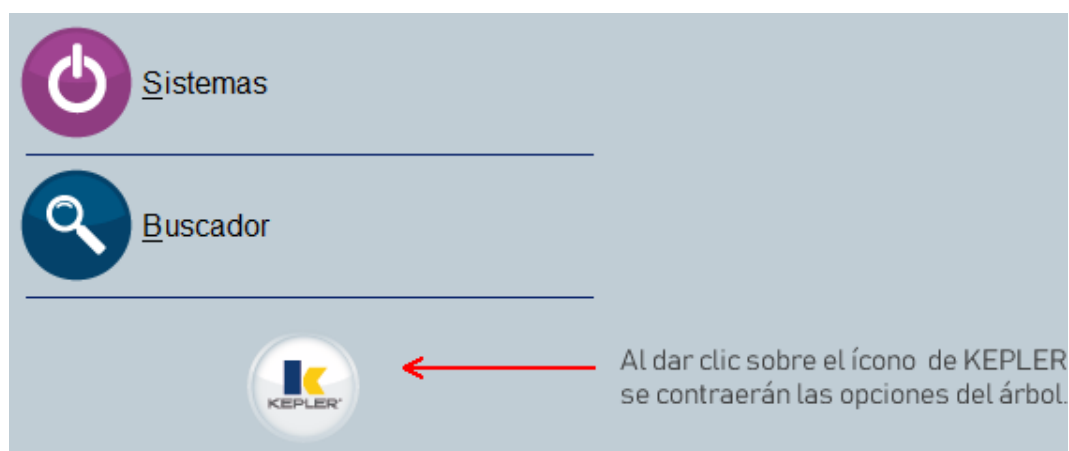 Sistemas
Buscador
KEPLER
Al dar clic sobre el ícono de KEPLER
se contraerán las opciones del árbol.